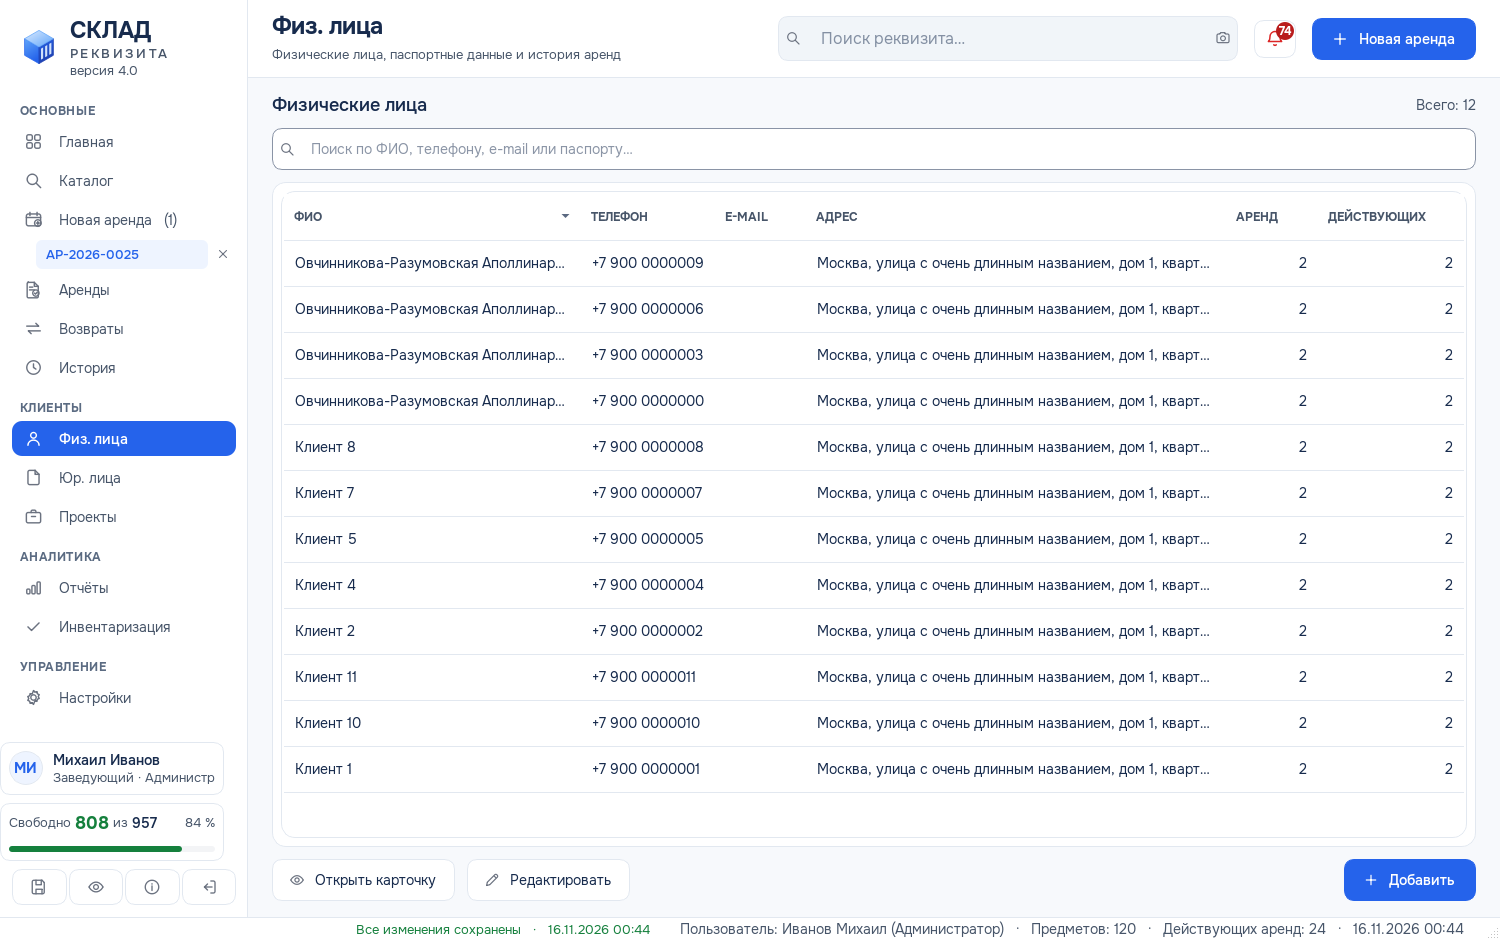 СКЛАД
РЕКВИЗИТА
версия 4.0
ОСНОВНЫЕ
Главная
Каталог
Новая аренда (1)
АР-2026-0025
Аренды
Возвраты
История
КЛИЕНТЫ
Физ. лица
Юр. лица
Проекты
АНАЛИТИКА
Отчёты
Инвентаризация
УПРАВЛЕНИЕ
Настройки
МИ
Михаил Иванов
Заведующий · Администр
Свободно 808 из 957 84 %
Физ. лица
Физические лица, паспортные данные и история аренд
Поиск реквизита…
74
Новая аренда
Физические лица
Всего: 12
Поиск по ФИО, телефону, e-mail или паспорту…
ФИО ТЕЛЕФОН E-MAIL АДРЕС АРЕНД ДЕЙСТВУЮЩИХ
Овчинникова-Разумовская Аполлинар… +7 900 0000009 Москва, улица с очень длинным названием, дом 1, кварт… 2 2
Овчинникова-Разумовская Аполлинар… +7 900 0000006 Москва, улица с очень длинным названием, дом 1, кварт… 2 2
Овчинникова-Разумовская Аполлинар… +7 900 0000003 Москва, улица с очень длинным названием, дом 1, кварт… 2 2
Овчинникова-Разумовская Аполлинар… +7 900 0000000 Москва, улица с очень длинным названием, дом 1, кварт… 2 2
Клиент 8 +7 900 0000008 Москва, улица с очень длинным названием, дом 1, кварт… 2 2
Клиент 7 +7 900 0000007 Москва, улица с очень длинным названием, дом 1, кварт… 2 2
Клиент 5 +7 900 0000005 Москва, улица с очень длинным названием, дом 1, кварт… 2 2
Клиент 4 +7 900 0000004 Москва, улица с очень длинным названием, дом 1, кварт… 2 2
Клиент 2 +7 900 0000002 Москва, улица с очень длинным названием, дом 1, кварт… 2 2
Клиент 11 +7 900 0000011 Москва, улица с очень длинным названием, дом 1, кварт… 2 2
Клиент 10 +7 900 0000010 Москва, улица с очень длинным названием, дом 1, кварт… 2 2
Клиент 1 +7 900 0000001 Москва, улица с очень длинным названием, дом 1, кварт… 2 2
Открыть карточку
Редактировать
Добавить
Все изменения сохранены · 16.11.2026 00:44 Пользователь: Иванов Михаил (Администратор) · Предметов: 120 · Действующих аренд: 24 · 16.11.2026 00:44